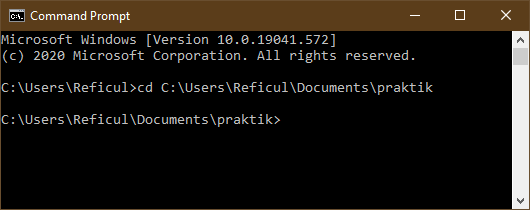 Command Prompt
Microsoft Windows [Version 10.0.19041.572]
(c) 2020 Microsoft Corporation. All rights reserved.
C:\Users\Reficul>cd C:\Users\Reficul\Documents\praktik
C:\Users\Reficul\Documents\praktik>